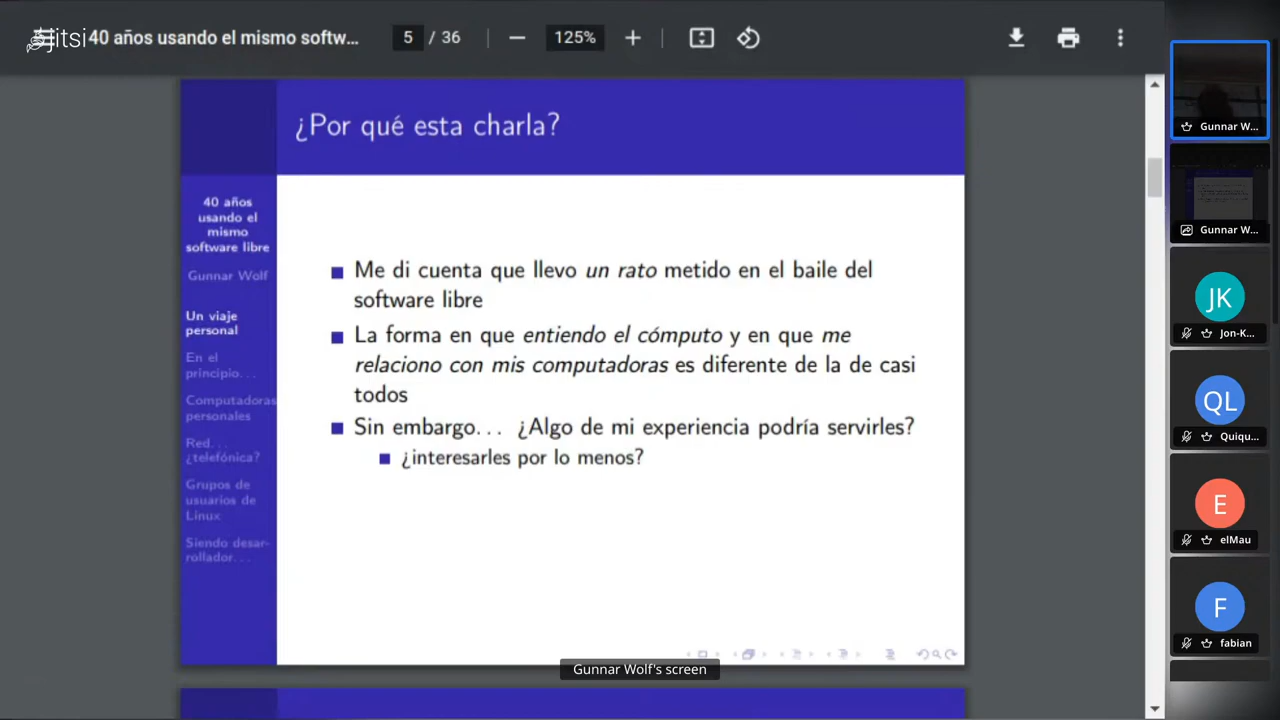 jitsi
40 años usando el mismo softw...
5 / 36
125%
¿Por qué esta charla?
40 años
usando el
mismo
software libre
Gunnar Wolf
Un viaje
personal
En el
principio...
Computadoras
personales
Red...
¿telefónica?
Grupos de
usuarios de
Linux
Siendo desar-
rollador...
Me di cuenta que llevo un rato metido en el baile del
software libre
La forma en que entiendo el cómputo y en que me
relaciono con mis computadoras es diferente de la de casi
todos
Sin embargo... ¿Algo de mi experiencia podría servirles?
¿interesarles por lo menos?
Gunnar Wolf's screen
Gunnar W...
Gunnar W...
JK
Jon-K...
QL
Quiqu...
E
elMau
F
fabian